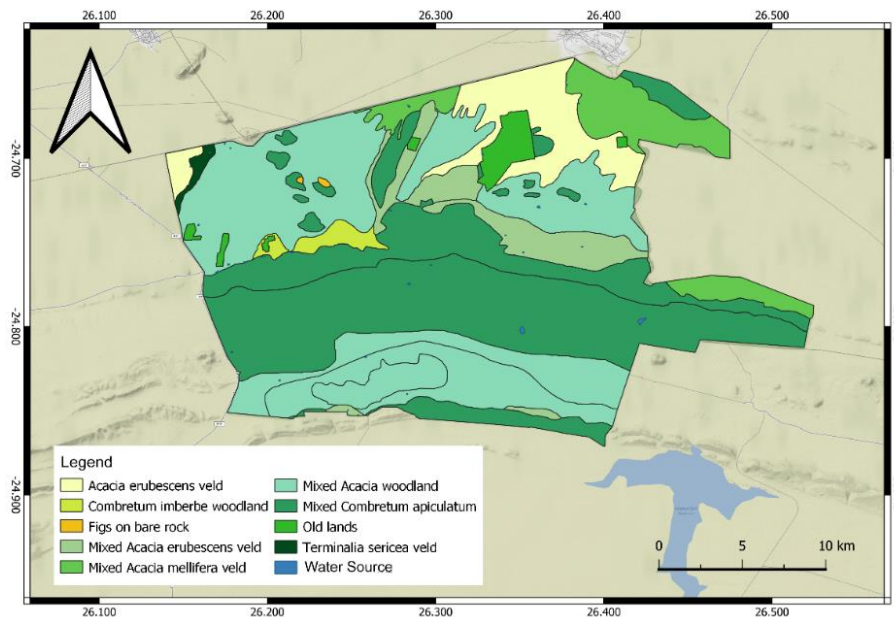 26.100 26.200 26.300 26.400 26.500
-24.700
-24.800
-24.900
Legend
Acacia erubescens veld
Combretum imberbe woodland
Figs on bare rock
Mixed Acacia erubescens veld
Mixed Acacia mellifera veld
Mixed Acacia woodland
Mixed Combretum apiculatum
Old lands
Terminalia sericea veld
Water Source
0 5 10 km
26.100 26.200 26.300 26.400 26.500